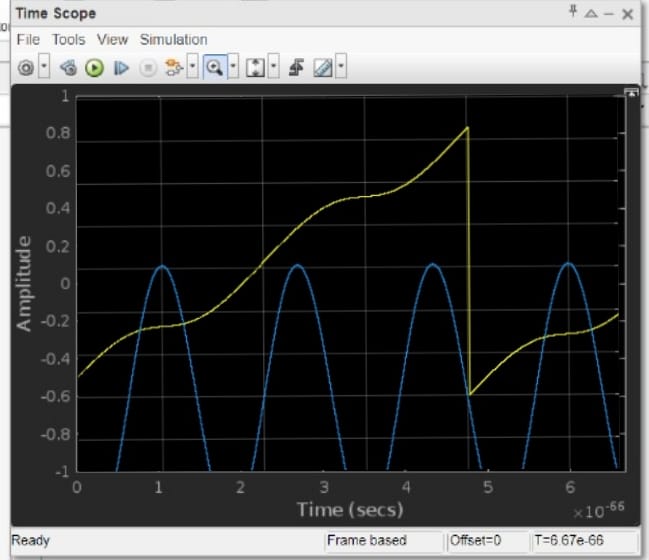 Time Scope
File Tools View Simulation
1
0.8
0.6
0.4
0.2
0
-0.2
-0.4
-0.6
-0.8
-1
Amplitude
0 1 2 3 4 5 6
Time (secs)
×10⁻⁶⁶
Ready Frame based Offset=0 T=6.67e-66